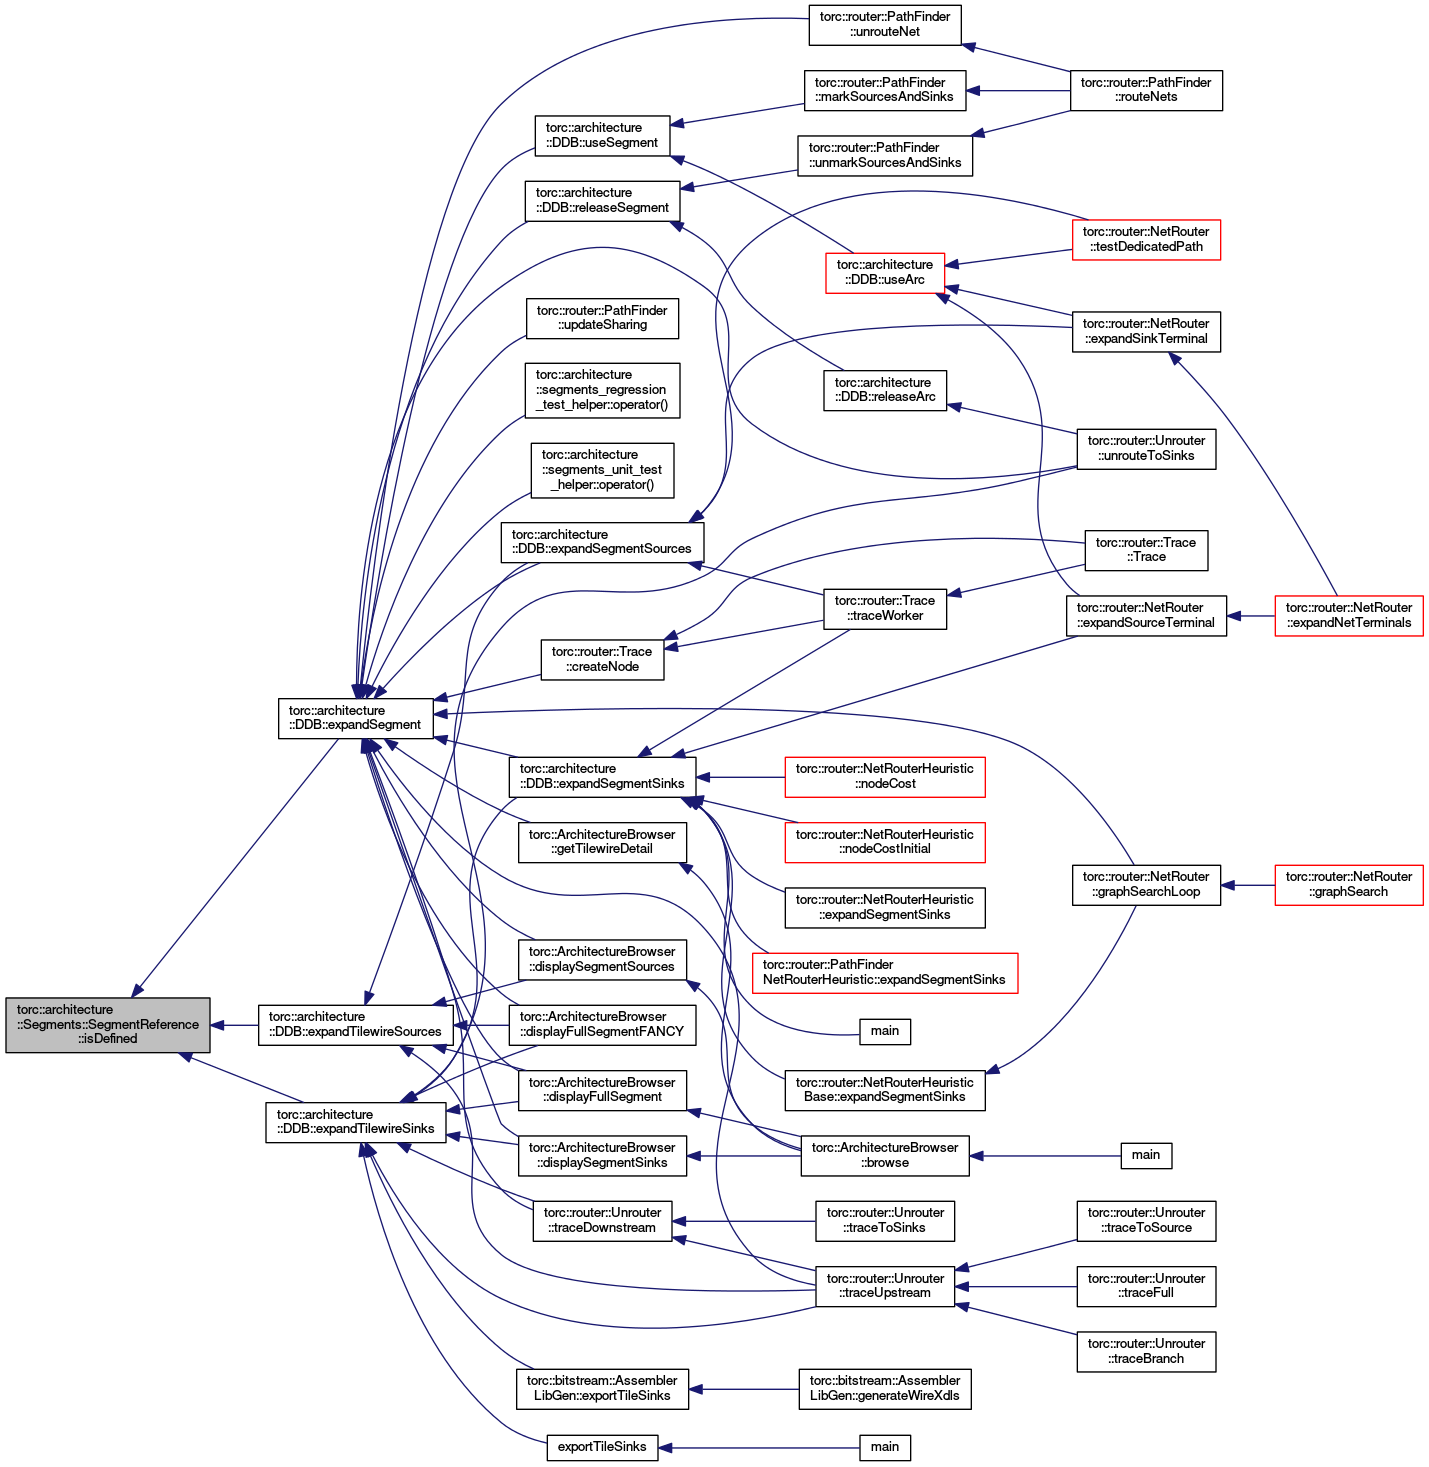 torc::router::PathFinder
::unrouteNet
torc::router::PathFinder
::markSourcesAndSinks
torc::router::PathFinder
::routeNets
torc::architecture
::DDB::useSegment
torc::router::PathFinder
::unmarkSourcesAndSinks
torc::architecture
::DDB::releaseSegment
torc::router::NetRouter
::testDedicatedPath
torc::architecture
::DDB::useArc
torc::router::PathFinder
::updateSharing
torc::router::NetRouter
::expandSinkTerminal
torc::architecture
::segments_regression
_test_helper::operator()
torc::architecture
::DDB::releaseArc
torc::architecture
::segments_unit_test
_helper::operator()
torc::router::Unrouter
::unrouteToSinks
torc::architecture
::DDB::expandSegmentSources
torc::router::Trace
::Trace
torc::router::Trace
::traceWorker
torc::router::NetRouter
::expandSourceTerminal
torc::router::NetRouter
::expandNetTerminals
torc::router::Trace
::createNode
torc::architecture
::DDB::expandSegment
torc::architecture
::DDB::expandSegmentSinks
torc::router::NetRouterHeuristic
::nodeCost
torc::ArchitectureBrowser
::getTilewireDetail
torc::router::NetRouterHeuristic
::nodeCostInitial
torc::router::NetRouter
::graphSearchLoop
torc::router::NetRouter
::graphSearch
torc::router::NetRouterHeuristic
::expandSegmentSinks
torc::ArchitectureBrowser
::displaySegmentSources
torc::router::PathFinder
NetRouterHeuristic::expandSegmentSinks
torc::architecture
::Segments::SegmentReference
::isDefined
torc::architecture
::DDB::expandTilewireSources
torc::ArchitectureBrowser
::displayFullSegmentFANCY
main
torc::ArchitectureBrowser
::displayFullSegment
torc::router::NetRouterHeuristic
Base::expandSegmentSinks
torc::architecture
::DDB::expandTilewireSinks
torc::ArchitectureBrowser
::displaySegmentSinks
torc::ArchitectureBrowser
::browse
main
torc::router::Unrouter
::traceDownstream
torc::router::Unrouter
::traceToSinks
torc::router::Unrouter
::traceToSource
torc::router::Unrouter
::traceUpstream
torc::router::Unrouter
::traceFull
torc::router::Unrouter
::traceBranch
torc::bitstream::Assembler
LibGen::exportTileSinks
torc::bitstream::Assembler
LibGen::generateWireXdls
exportTileSinks
main